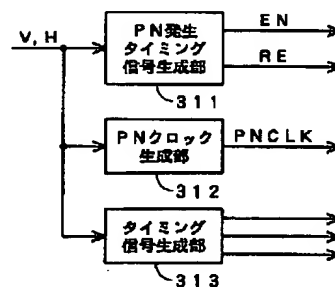 V, H
PN発生
タイミング
信号生成部
EN
RE
311
PNクロック
生成部
PNCLK
312
タイミング
信号生成部
313